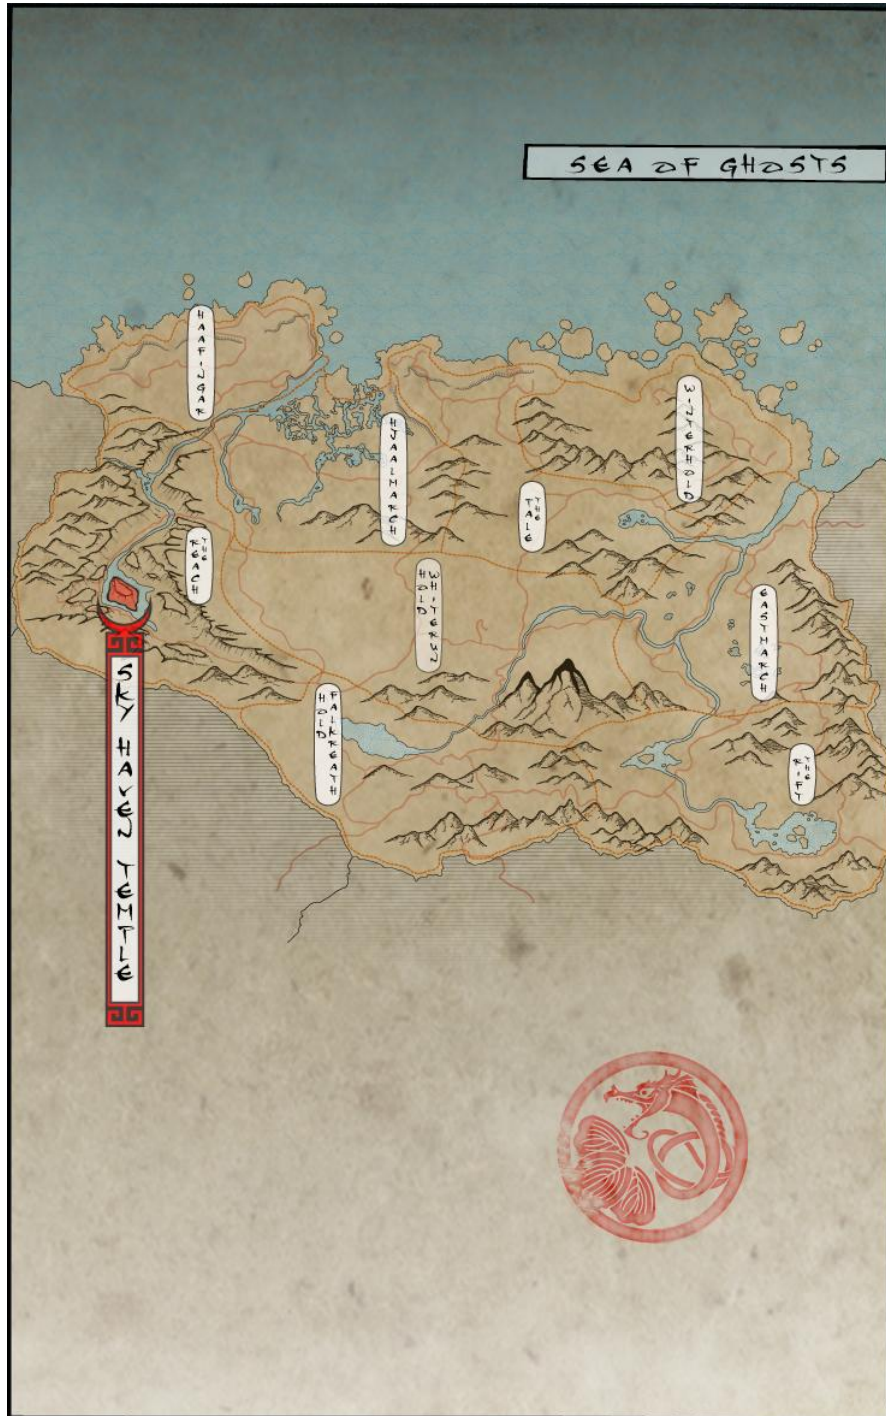 SEA OF GHOSTS
HAAFINGAR
HJAALMARCH
WINTERHOLD
THE
PALE
THE
REACH
WHITERUN
HOLD
EASTMARCH
FALKREATH
HOLD
THE
RIFT
SKY HAVEN TEMPLE